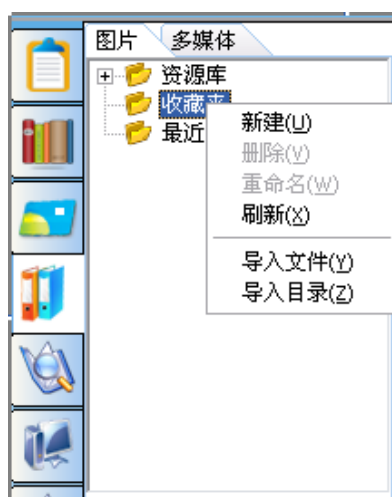 图片 多媒体
资源库
收藏夹
最近
新建(U)
删除(V)
重命名(W)
刷新(X)
导入文件(Y)
导入目录(Z)